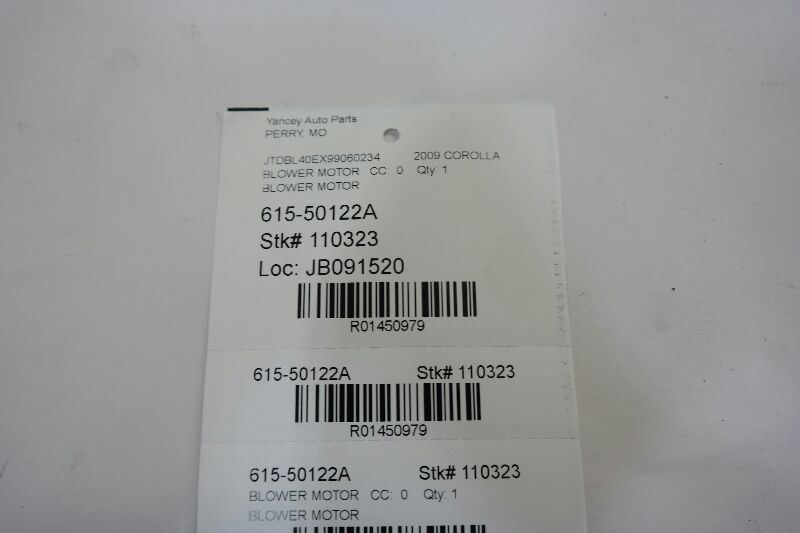 Yancey Auto Parts
PERRY, MO
JTDBL40EX99060234 2009 COROLLA
BLOWER MOTOR CC: 0 Qty: 1
BLOWER MOTOR
615-50122A
Stk# 110323
Loc: JB091520
R01450979
615-50122A Stk# 110323
R01450979
615-50122A Stk# 110323
BLOWER MOTOR CC: 0 Qty: 1
BLOWER MOTOR